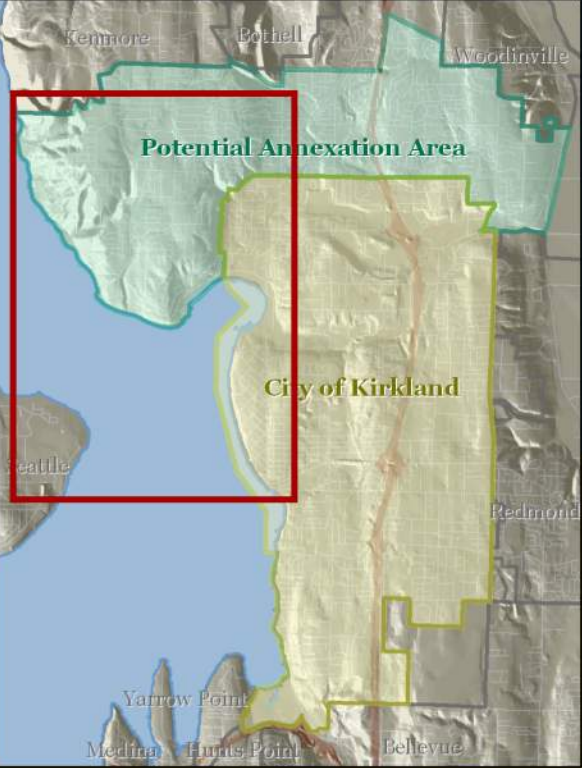 Kenmore
Bothell
Woodinville
Potential Annexation Area
City of Kirkland
Seattle
Redmond
Yarrow Point
Medina
Hunts Point
Bellevue